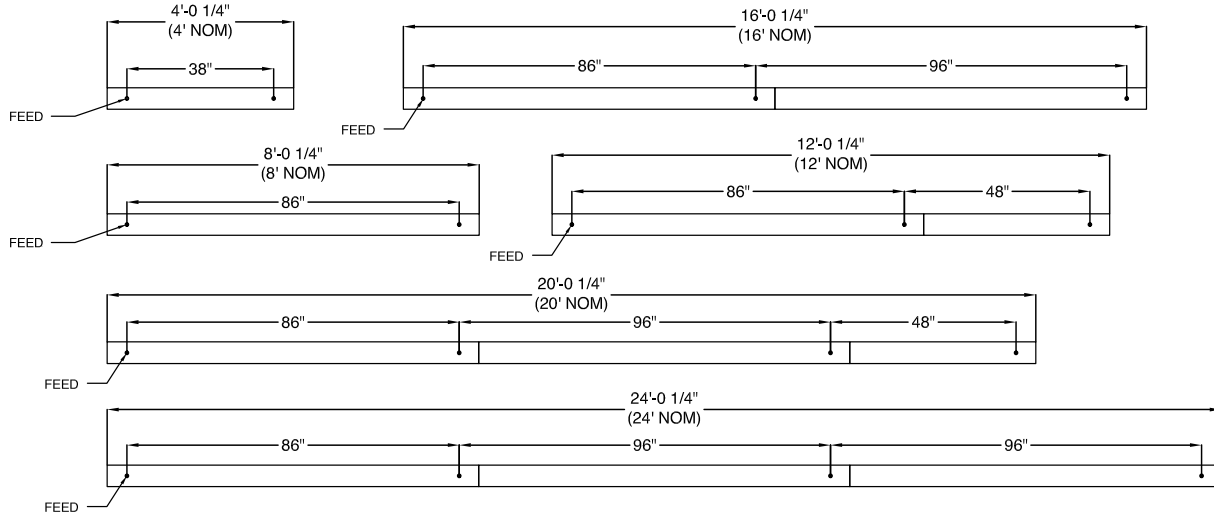 4'-0 1/4"
(4' NOM)
38"
FEED
16'-0 1/4"
(16' NOM)
86"
96"
FEED
8'-0 1/4"
(8' NOM)
86"
FEED
12'-0 1/4"
(12' NOM)
86"
48"
FEED
20'-0 1/4"
(20' NOM)
86"
96"
48"
FEED
24'-0 1/4"
(24' NOM)
86"
96"
96"
FEED